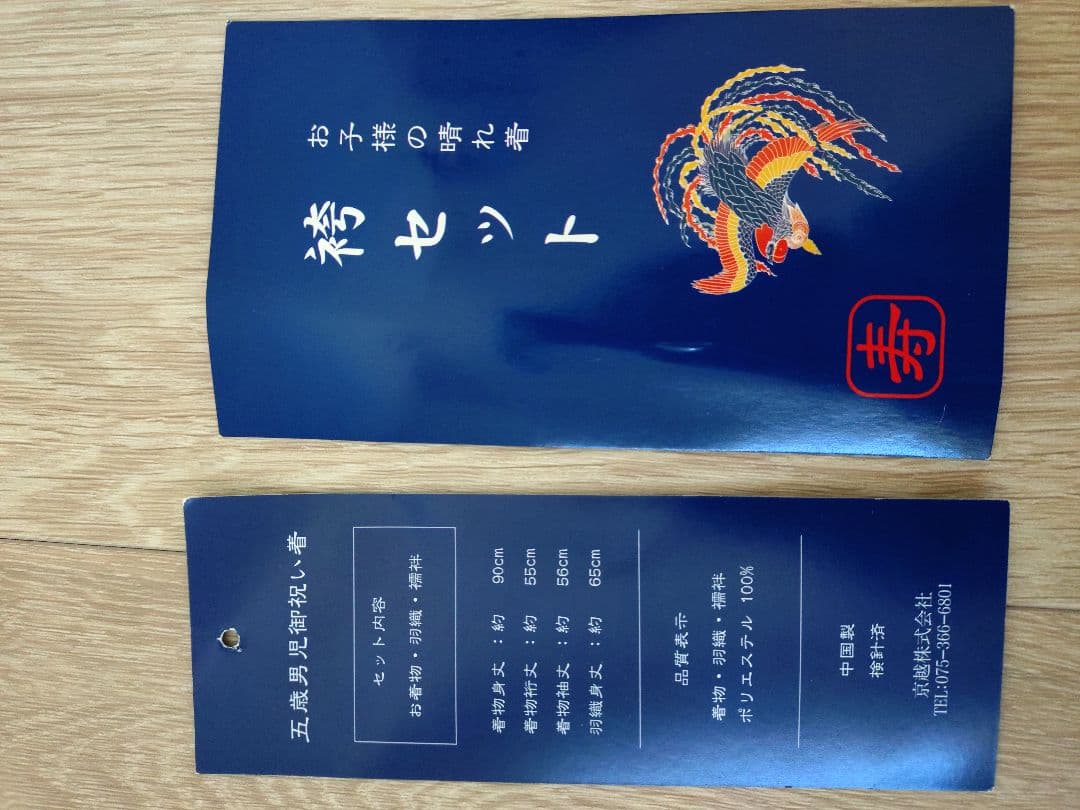 お子様の晴れ着
袴セット
寿
五歳男児御祝い着
セット内容
お着物・羽織・襦袢
着物身丈：約 90cm
着物裄丈：約 55cm
着物袖丈：約 56cm
羽織身丈：約 65cm
品質表示
着物・羽織・襦袢
ポリエステル 100%
中国製
検針済
京越株式会社
TEL:075-366-6801